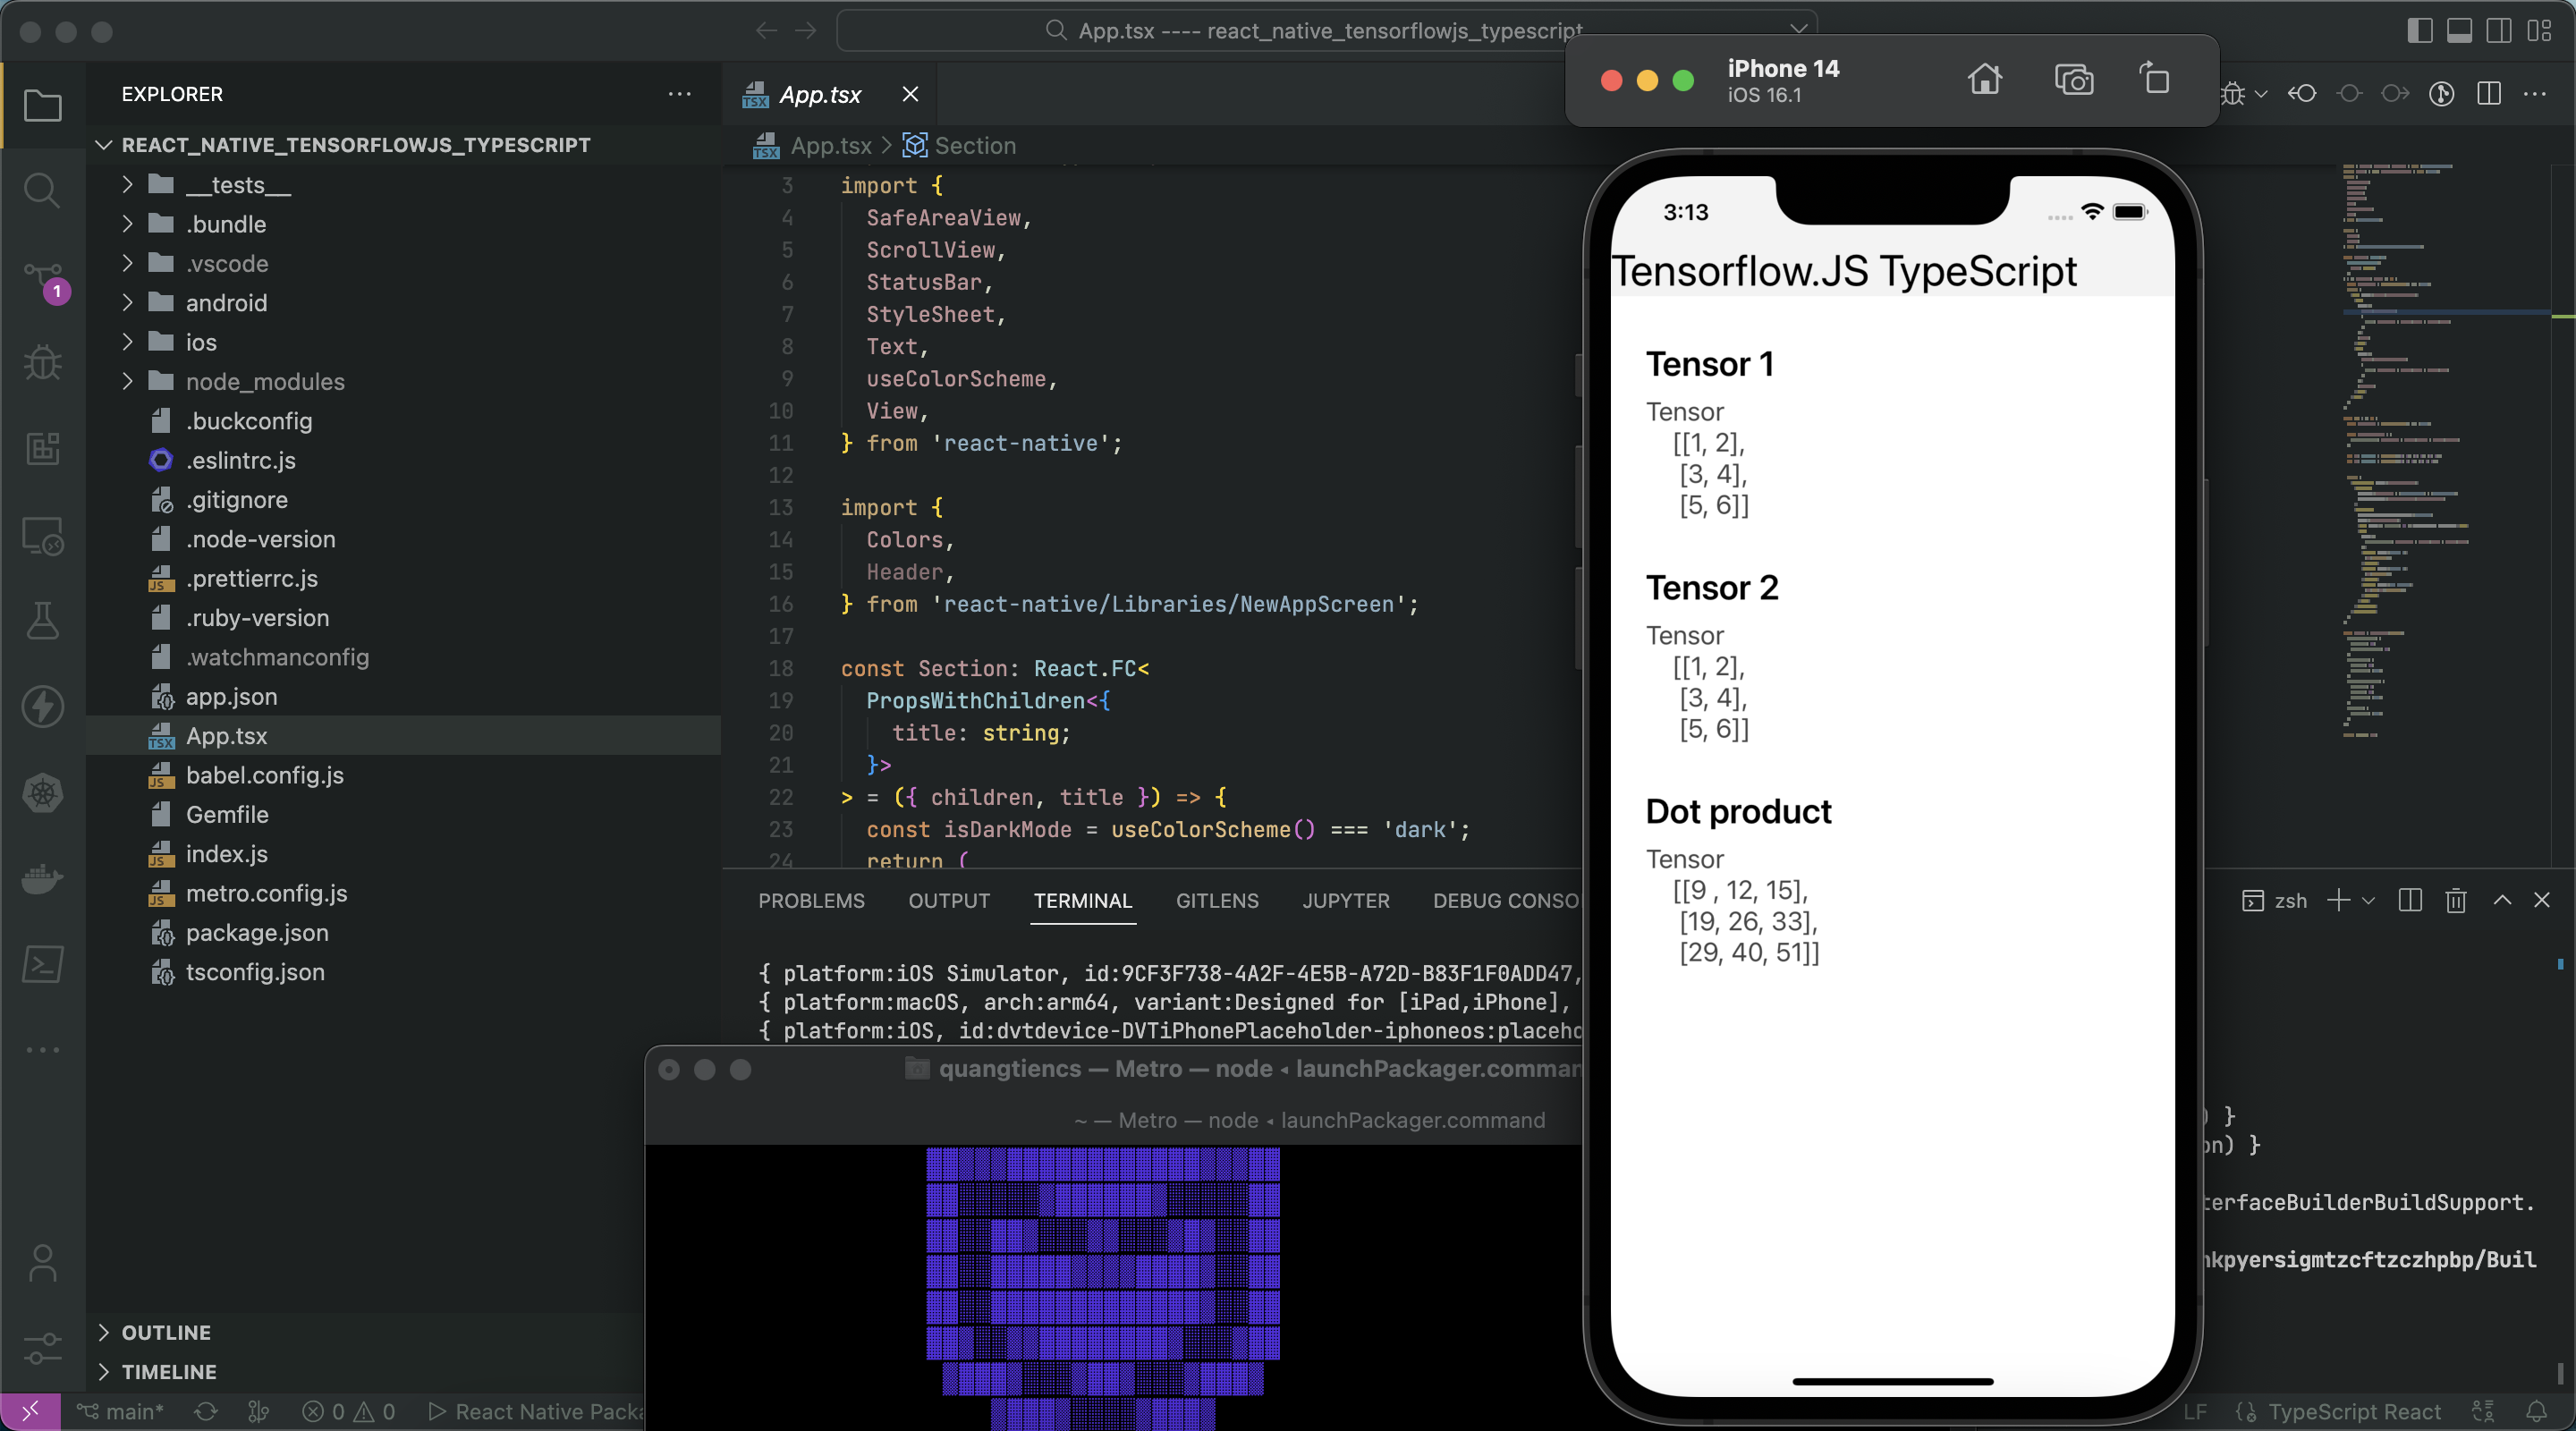 App.tsx ---- react_native_tensorflowjs_typescript
EXPLORER
REACT_NATIVE_TENSORFLOWJS_TYPESCRIPT
__tests__
.bundle
.vscode
android
ios
node_modules
.buckconfig
.eslintrc.js
.gitignore
.node-version
.prettierrc.js
.ruby-version
.watchmanconfig
app.json
App.tsx
babel.config.js
Gemfile
index.js
metro.config.js
package.json
tsconfig.json
OUTLINE
TIMELINE
1
App.tsx
App.tsx > Section
3 import {
4 SafeAreaView,
5 ScrollView,
6 StatusBar,
7 StyleSheet,
8 Text,
9 useColorScheme,
10 View,
11 } from 'react-native';
12
13 import {
14 Colors,
15 Header,
16 } from 'react-native/Libraries/NewAppScreen';
17
18 const Section: React.FC<
19 PropsWithChildren<{
20 title: string;
21 }>
22 > = ({ children, title }) => {
23 const isDarkMode = useColorScheme() === 'dark';
24 return (
PROBLEMS OUTPUT TERMINAL GITLENS JUPYTER DEBUG CONSO
zsh
{ platform:iOS Simulator, id:9CF3F738-4A2F-4E5B-A72D-B83F1F0ADD47,
{ platform:macOS, arch:arm64, variant:Designed for [iPad,iPhone],
{ platform:iOS, id:dvtdevice-DVTiPhonePlaceholder-iphoneos:placeho
) }
on) }
terfaceBuilderBuildSupport.
kpyersigmtzcftzczhpbp/Buil
quangtiencs — Metro — node ◂ launchPackager.comman
~ — Metro — node ◂ launchPackager.command
iPhone 14
iOS 16.1
3:13
Tensorflow.JS TypeScript
Tensor 1
Tensor
[[1, 2],
[3, 4],
[5, 6]]
Tensor 2
Tensor
[[1, 2],
[3, 4],
[5, 6]]
Dot product
Tensor
[[9 , 12, 15],
[19, 26, 33],
[29, 40, 51]]
main* 0 0 React Native Packa
LF TypeScript React